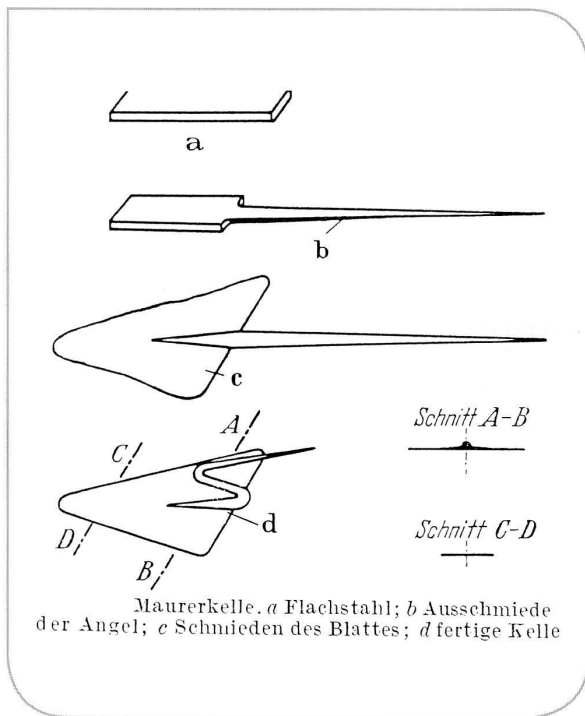 a
b
c
A
C
Schnitt A-B
d
D
Schnitt C-D
B
Maurerkelle. a Flachstahl; b Ausschmiede
der Angel; c Schmieden des Blattes; d fertige Kelle